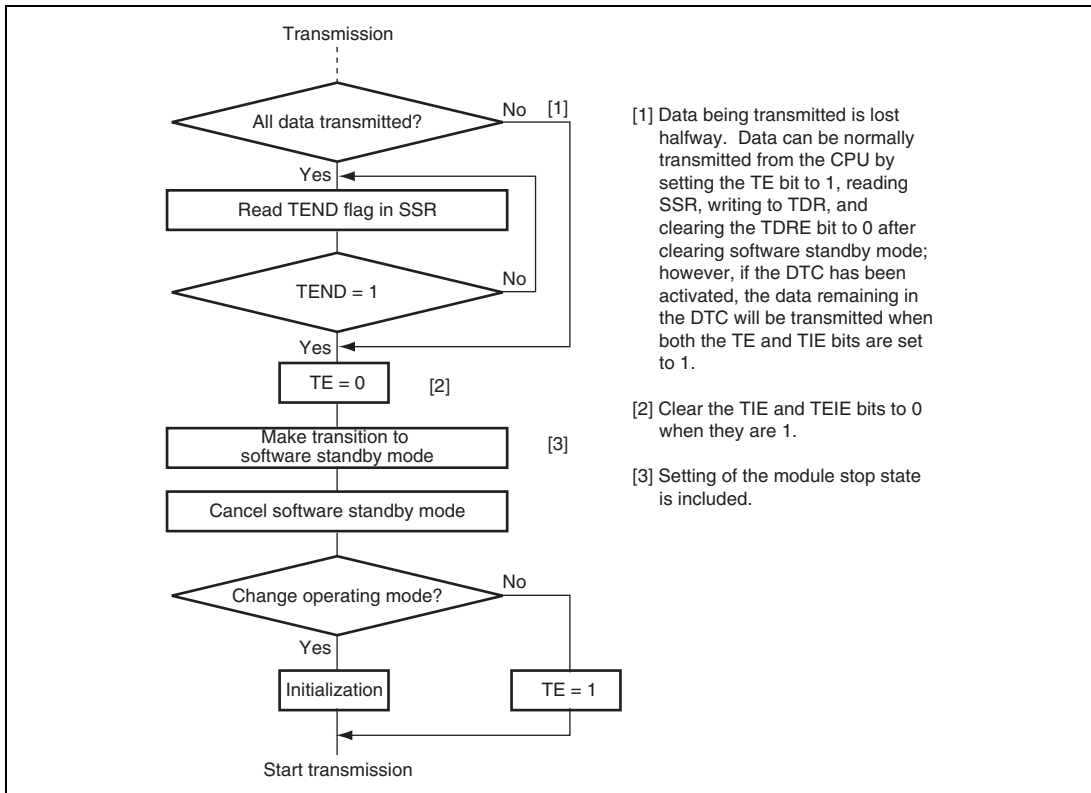 Transmission
All data transmitted?
No
[1]
Yes
Read TEND flag in SSR
TEND = 1
No
Yes
TE = 0
[2]
Make transition to
software standby mode
[3]
Cancel software standby mode
Change operating mode?
No
Yes
Initialization
TE = 1
Start transmission
[1] Data being transmitted is lost
halfway. Data can be normally
transmitted from the CPU by
setting the TE bit to 1, reading
SSR, writing to TDR, and
clearing the TDRE bit to 0 after
clearing software standby mode;
however, if the DTC has been
activated, the data remaining in
the DTC will be transmitted when
both the TE and TIE bits are set
to 1.
[2] Clear the TIE and TEIE bits to 0
when they are 1.
[3] Setting of the module stop state
is included.